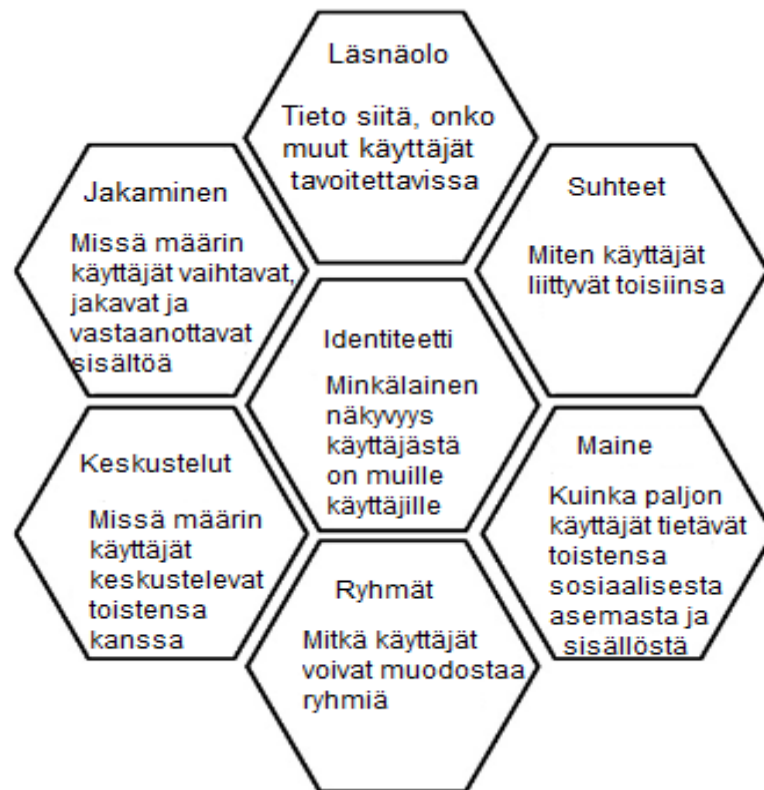 Läsnäolo
Tieto siitä, onko
muut käyttäjät
tavoitettavissa
Jakaminen
Missä määrin
käyttäjät vaihtavat,
jakavat ja
vastaanottavat
sisältöä
Suhteet
Miten käyttäjät
liittyvät toisiinsa
Identiteetti
Minkälainen
näkyvyys
käyttäjästä
on muille
käyttäjille
Keskustelut
Missä määrin
käyttäjät
keskustelevat
toistensa
kanssa
Maine
Kuinka paljon
käyttäjät tietävät
toistensa
sosiaalisesta
asemasta ja
sisällöstä
Ryhmät
Mitkä käyttäjät
voivat muodostaa
ryhmiä